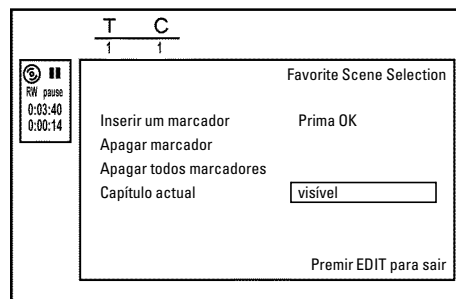 T C
1 1
RW pause
0:03:40
0:00:14
Favorite Scene Selection
Inserir um marcador Prima OK
Apagar marcador
Apagar todos marcadores
Capítulo actual visível
Premir EDIT para sair